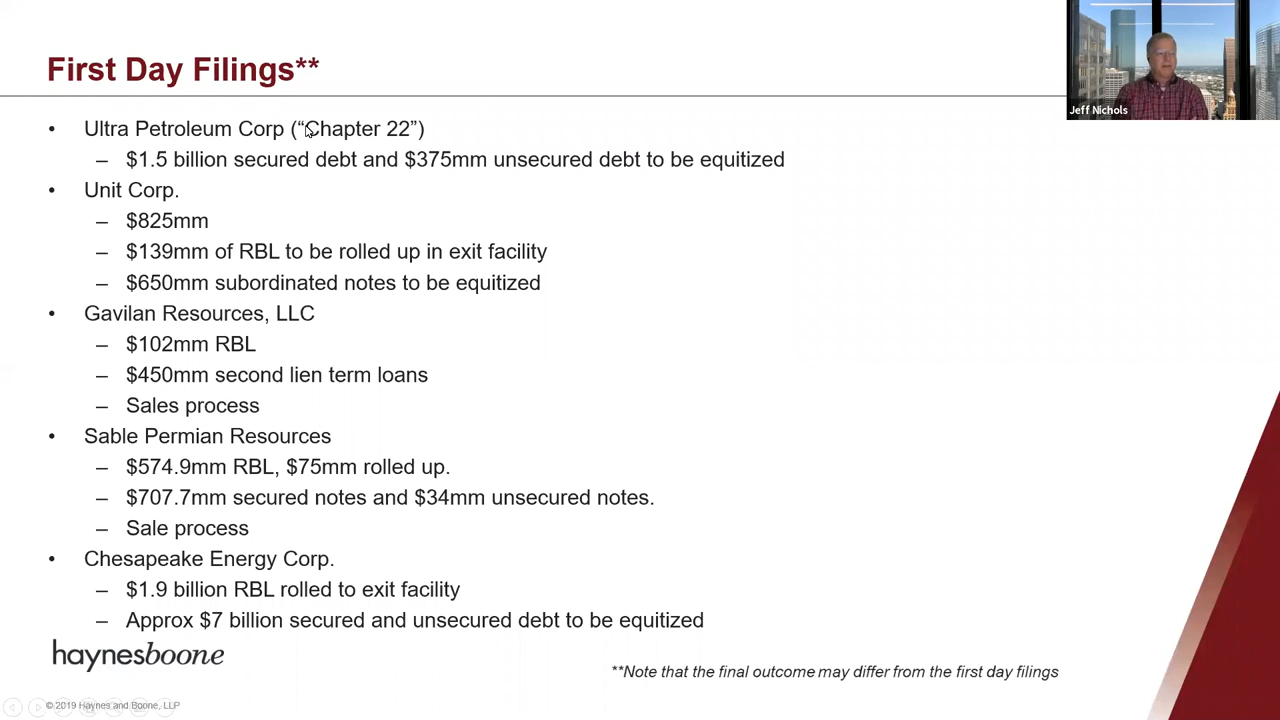 First Day Filings**
Jeff Nichols
• Ultra Petroleum Corp (“Chapter 22”)
– $1.5 billion secured debt and $375mm unsecured debt to be equitized
• Unit Corp.
– $825mm
– $139mm of RBL to be rolled up in exit facility
– $650mm subordinated notes to be equitized
• Gavilan Resources, LLC
– $102mm RBL
– $450mm second lien term loans
– Sales process
• Sable Permian Resources
– $574.9mm RBL, $75mm rolled up.
– $707.7mm secured notes and $34mm unsecured notes.
– Sale process
• Chesapeake Energy Corp.
– $1.9 billion RBL rolled to exit facility
– Approx $7 billion secured and unsecured debt to be equitized
haynesboone
**Note that the final outcome may differ from the first day filings
© 2019 Haynes and Boone, LLP